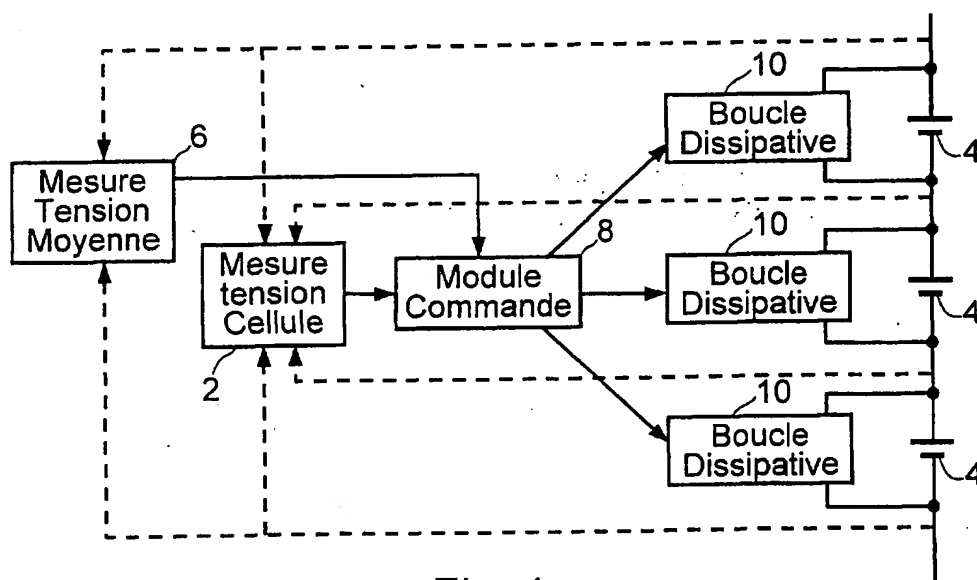 10
Boucle
Dissipative
4
6
Mesure
Tension
Moyenne
10
Boucle
Dissipative
4
8
Module
Commande
Mesure
tension
Cellule
2
10
Boucle
Dissipative
4